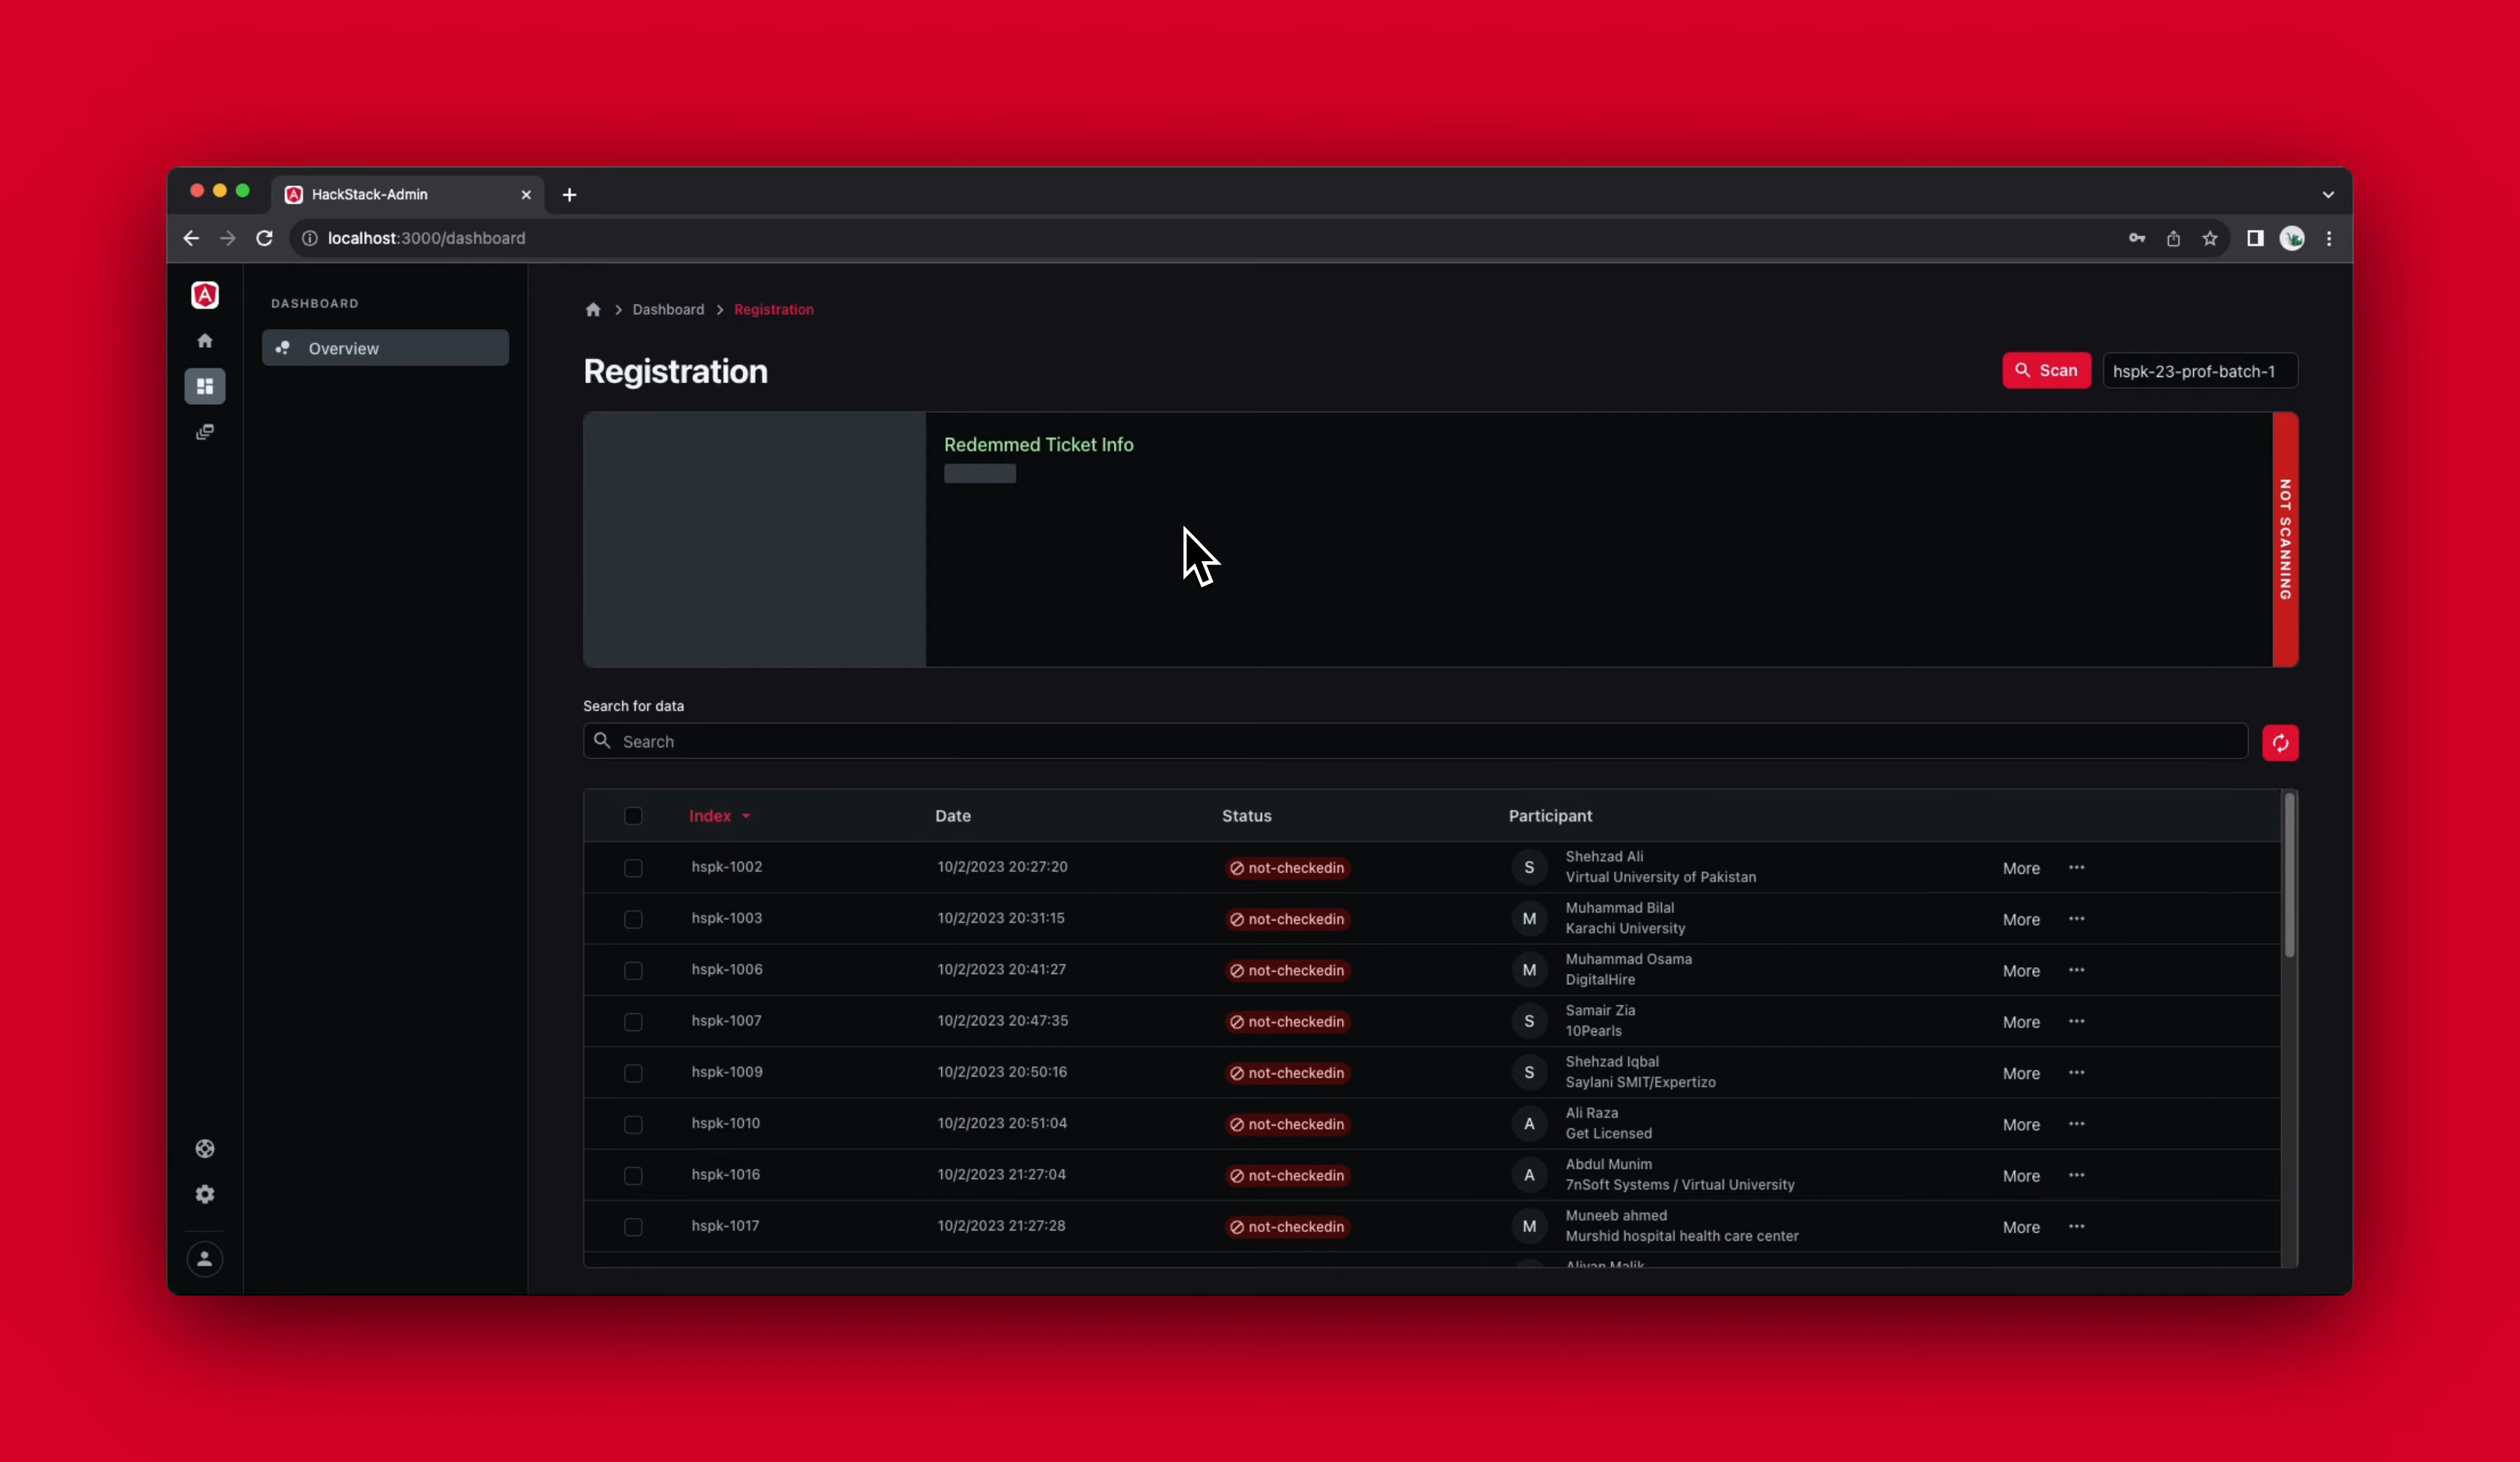 HackStack-Admin
localhost:3000/dashboard
DASHBOARD
Overview
Dashboard
Registration
Registration
Scan
hspk-23-prof-batch-1
Redemmed Ticket Info
NOT SCANNING
Search for data
Search
Index Date Status Participant
hspk-1002 10/2/2023 20:27:20 not-checkedin S Shehzad Ali More
Virtual University of Pakistan
hspk-1003 10/2/2023 20:31:15 not-checkedin M Muhammad Bilal More
Karachi University
hspk-1006 10/2/2023 20:41:27 not-checkedin M Muhammad Osama More
DigitalHire
hspk-1007 10/2/2023 20:47:35 not-checkedin S Samair Zia More
10Pearls
hspk-1009 10/2/2023 20:50:16 not-checkedin S Shehzad Iqbal More
Saylani SMIT/Expertizo
hspk-1010 10/2/2023 20:51:04 not-checkedin A Ali Raza More
Get Licensed
hspk-1016 10/2/2023 21:27:04 not-checkedin A Abdul Munim More
7nSoft Systems / Virtual University
hspk-1017 10/2/2023 21:27:28 not-checkedin M Muneeb ahmed More
Murshid hospital health care center